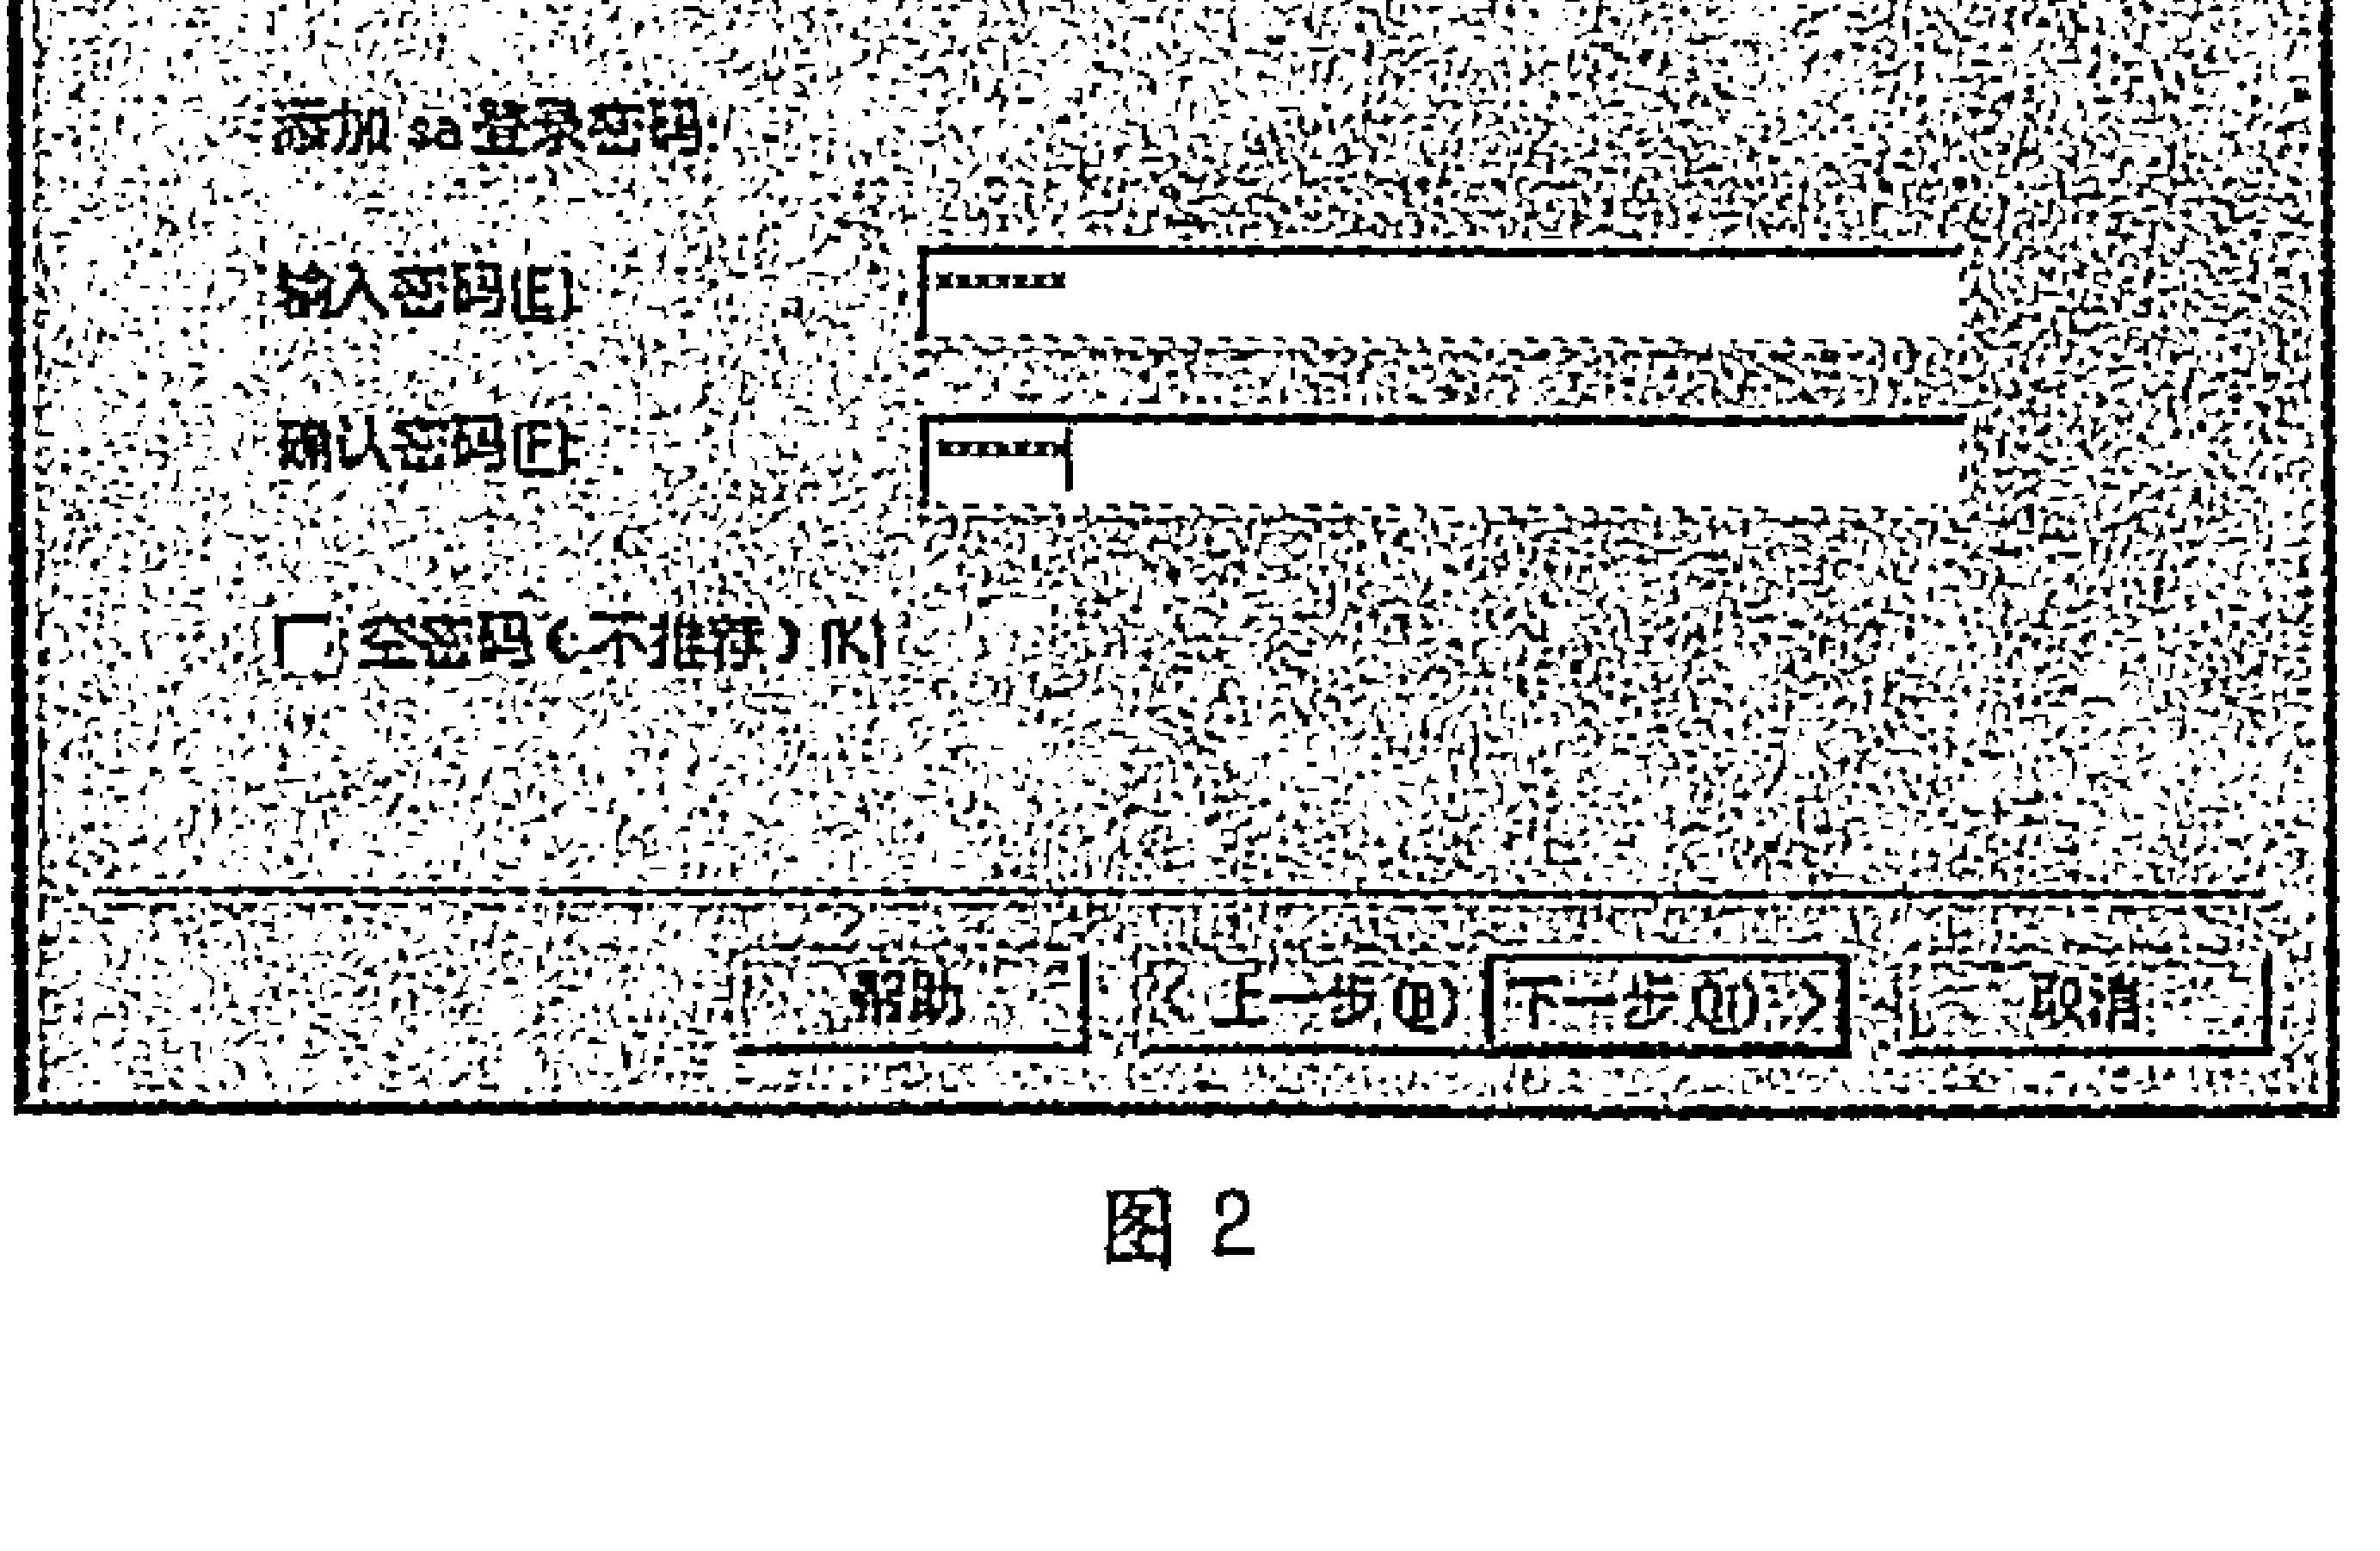 添加 sa 登录密码:
输入密码(E):
*******
确认密码(F):
*******
空密码(不推荐)(K)
帮助 < 上一步(B) 下一步(N) > 取消
图 2